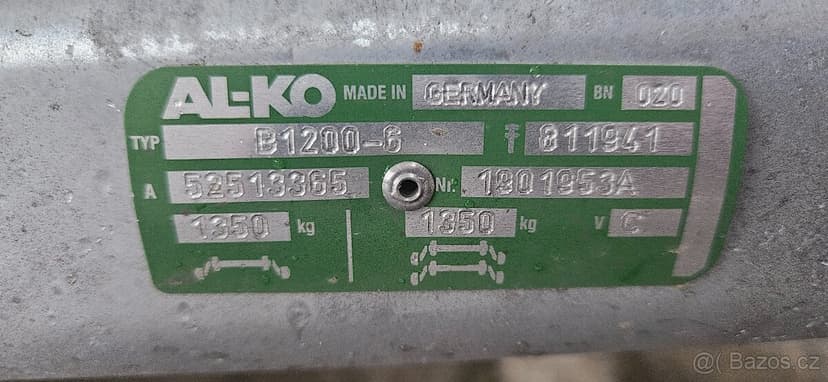 AL-KO MADE IN GERMANY BN 020
TYP B1200-6 811941
A 52513365 Nr. 1901953A
1350 kg 1350 kg V C
Bazoš.cz